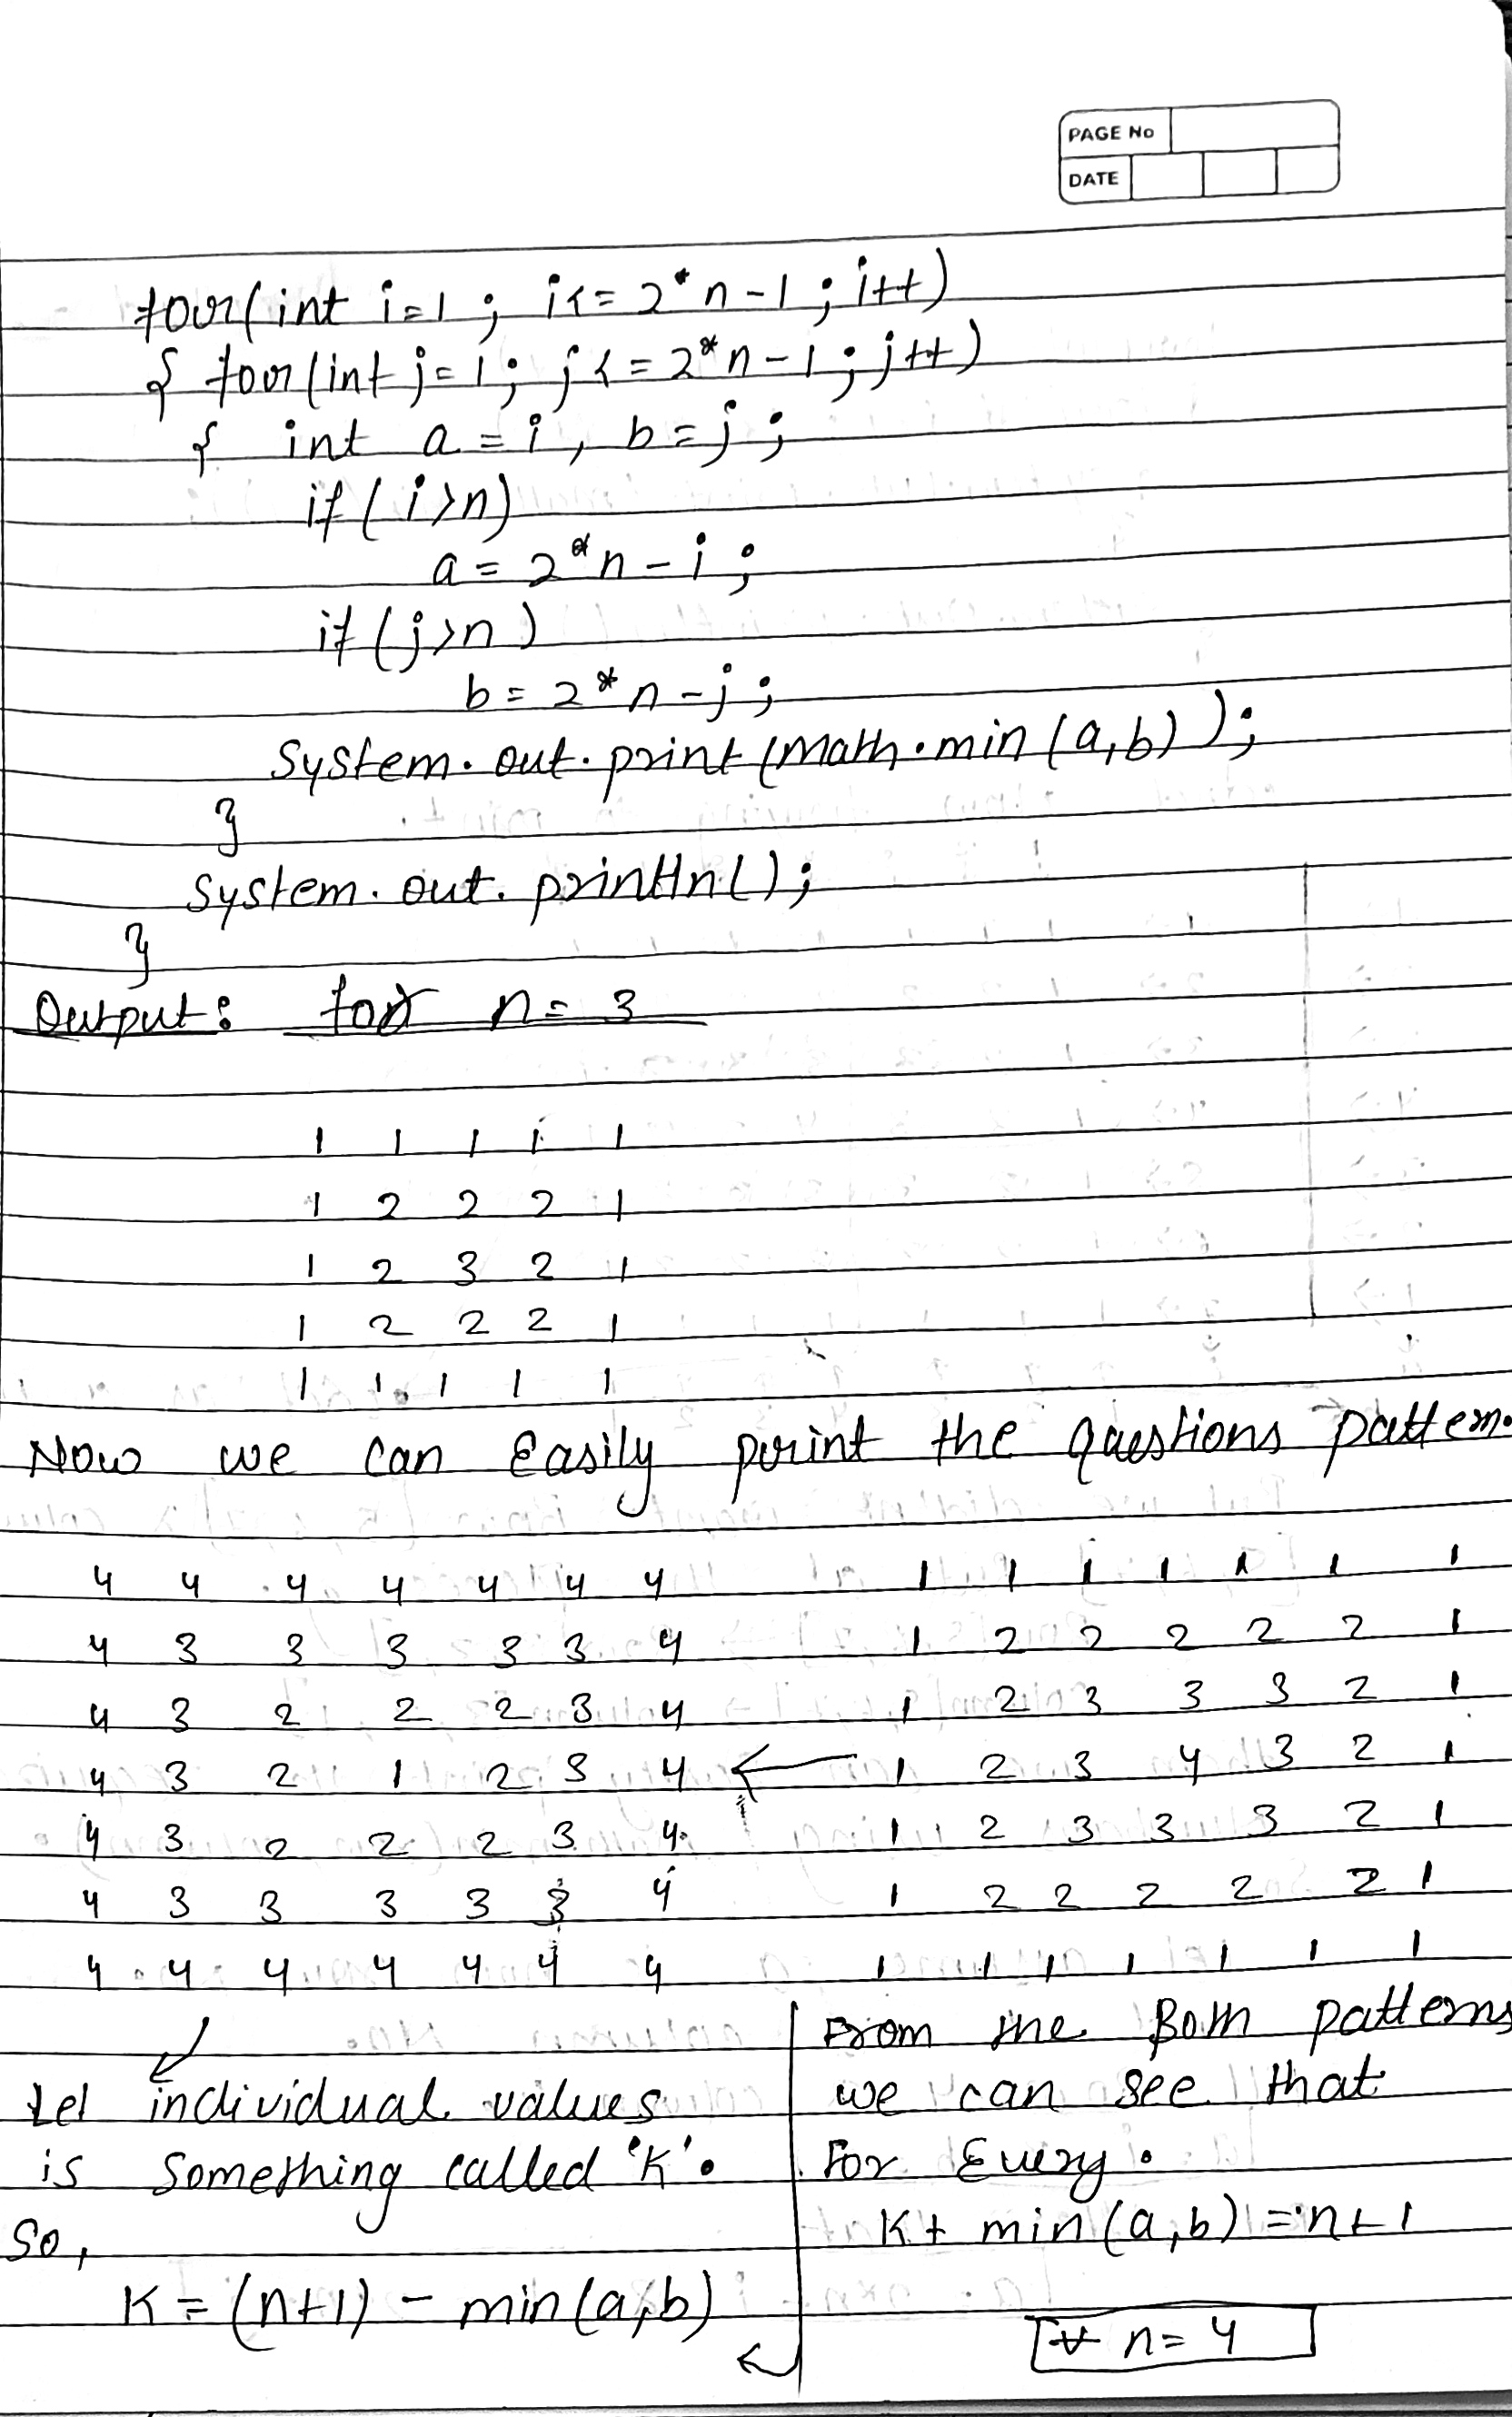 PAGE No
DATE
for(int i=1; i<=2*n-1; i++)
{ for(int j=1; j<=2*n-1; j++)
{ int a=i, b=j;
if(i>n)
a=2*n-i;
if(j>n)
b=2*n-j;
System.out.print(Math.min(a,b));
}
System.out.println();
}
Output: for n=3
1 1 1 1 1
1 2 2 2 1
1 2 3 2 1
1 2 2 2 1
1 1 1 1 1
Now we can Easily print the questions pattern.
4 4 4 4 4 4 4 1 1 1 1 1 1 1
4 3 3 3 3 3 4 1 2 2 2 2 2 1
4 3 2 2 2 3 4 1 2 3 3 3 2 1
4 3 2 1 2 3 4 ← 1 2 3 4 3 2 1
4 3 2 2 2 3 4 1 2 3 3 3 2 1
4 3 3 3 3 3 4 1 2 2 2 2 2 1
4 4 4 4 4 4 4 1 1 1 1 1 1 1
Let individual values
is something called 'K'.
So,
K = (n+1) - min(a,b)
From the Both patterns
we can see that
For Every.
K + min(a,b) = n+1
∀ n=4